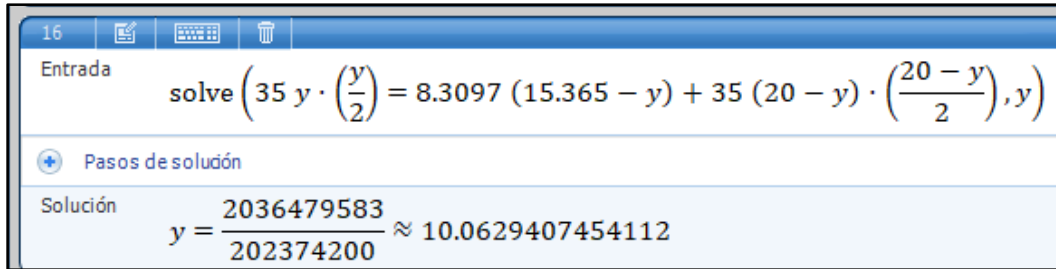 16
Entrada
solve (35 y · (y/2) = 8.3097 (15.365 − y) + 35 (20 − y) · ((20 − y)/2), y)
Pasos de solución
Solución
y = 2036479583/202374200 ≈ 10.0629407454112